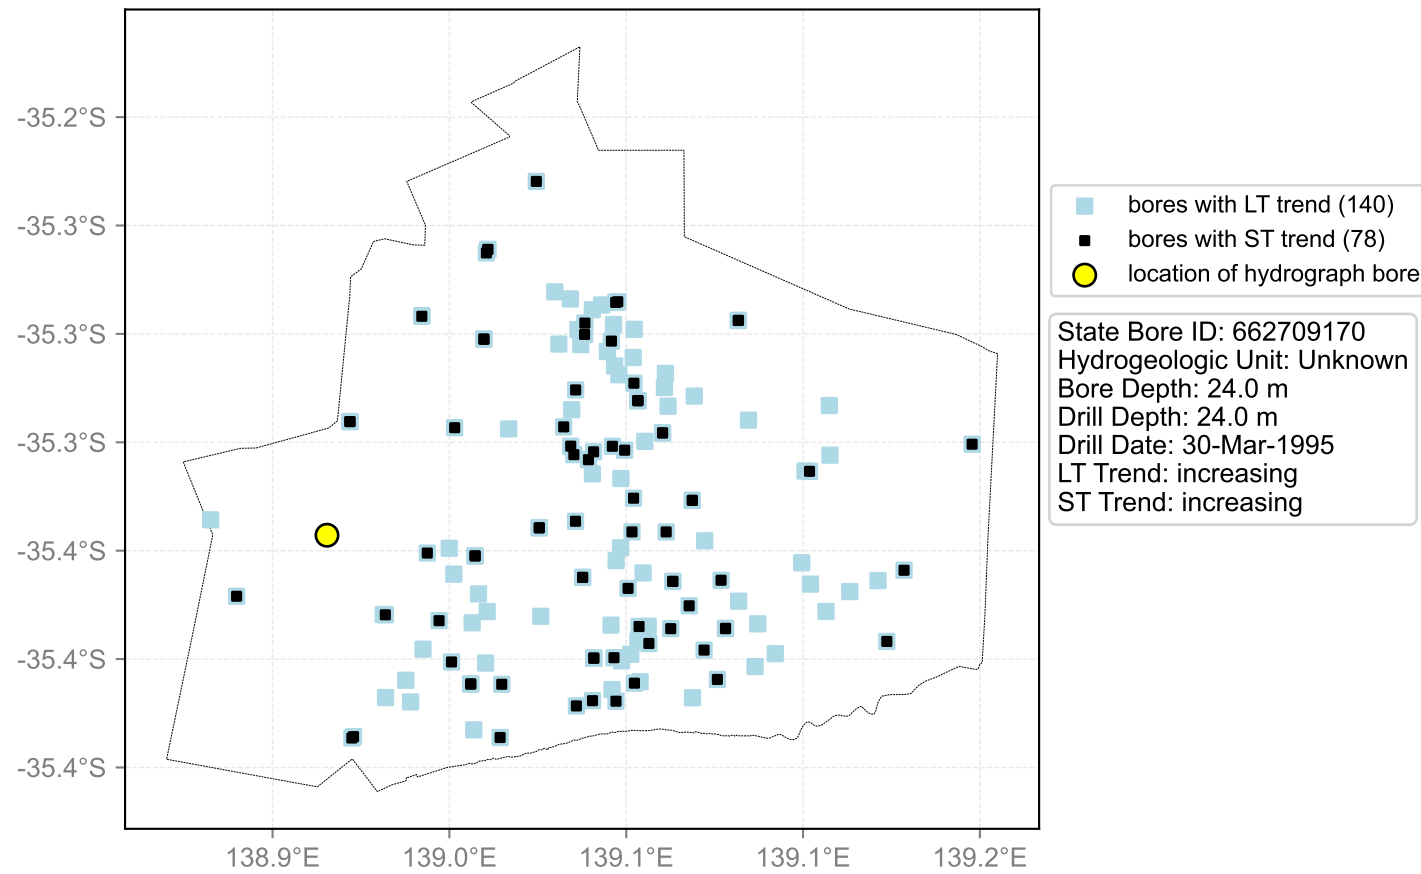 -35.2°S
-35.3°S
-35.3°S
-35.3°S
-35.4°S
-35.4°S
-35.4°S
138.9°E
139.0°E
139.1°E
139.1°E
139.2°E
bores with LT trend (140)
bores with ST trend (78)
location of hydrograph bore
State Bore ID: 662709170
Hydrogeologic Unit: Unknown
Bore Depth: 24.0 m
Drill Depth: 24.0 m
Drill Date: 30-Mar-1995
LT Trend: increasing
ST Trend: increasing